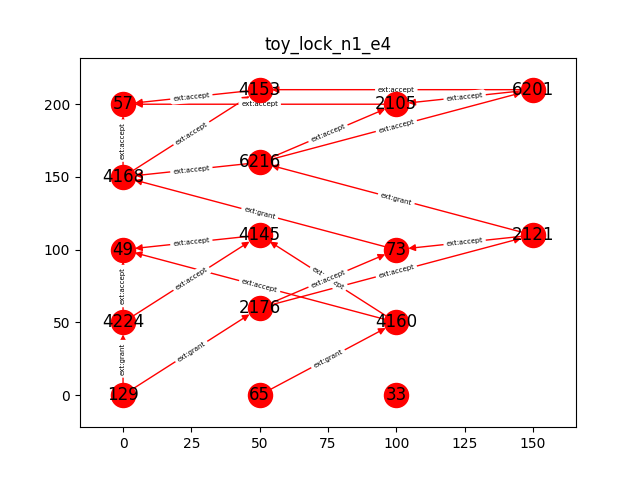 toy_lock_n1_e4
4153
6201
57
2105
ext:accept
ext:accept
ext:accept
ext:accept
200
ext:accept
ext:accept
ext:accept
ext:accept
6216
4168
ext:accept
150
ext:grant
ext:grant
4145
2121
49
73
ext:accept
ext:accept
100
ext:accept
ext:accept
ext:accept
ext:accept
ext:accept
2176
4224
4160
50
ext:grant
ext:grant
ext:grant
129
65
33
0
0
25
50
75
100
125
150